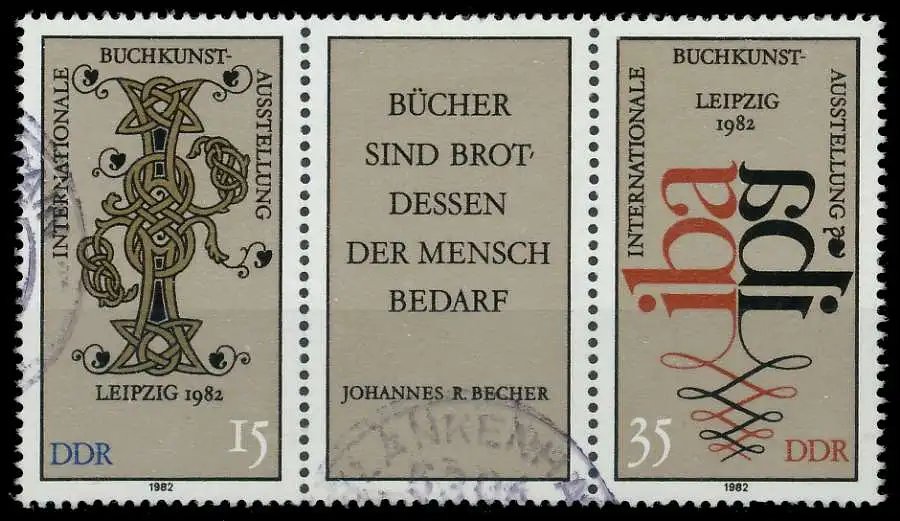 INTERNATIONALE
BUCHKUNST-
AUSSTELLUNG
LEIPZIG 1982
DDR
15
1982
BÜCHER
SIND BROT,
DESSEN
DER MENSCH
BEDARF
JOHANNES R. BECHER
INTERNATIONALE
BUCHKUNST-
AUSSTELLUNG
LEIPZIG
1982
iba
iba
35
DDR
1982